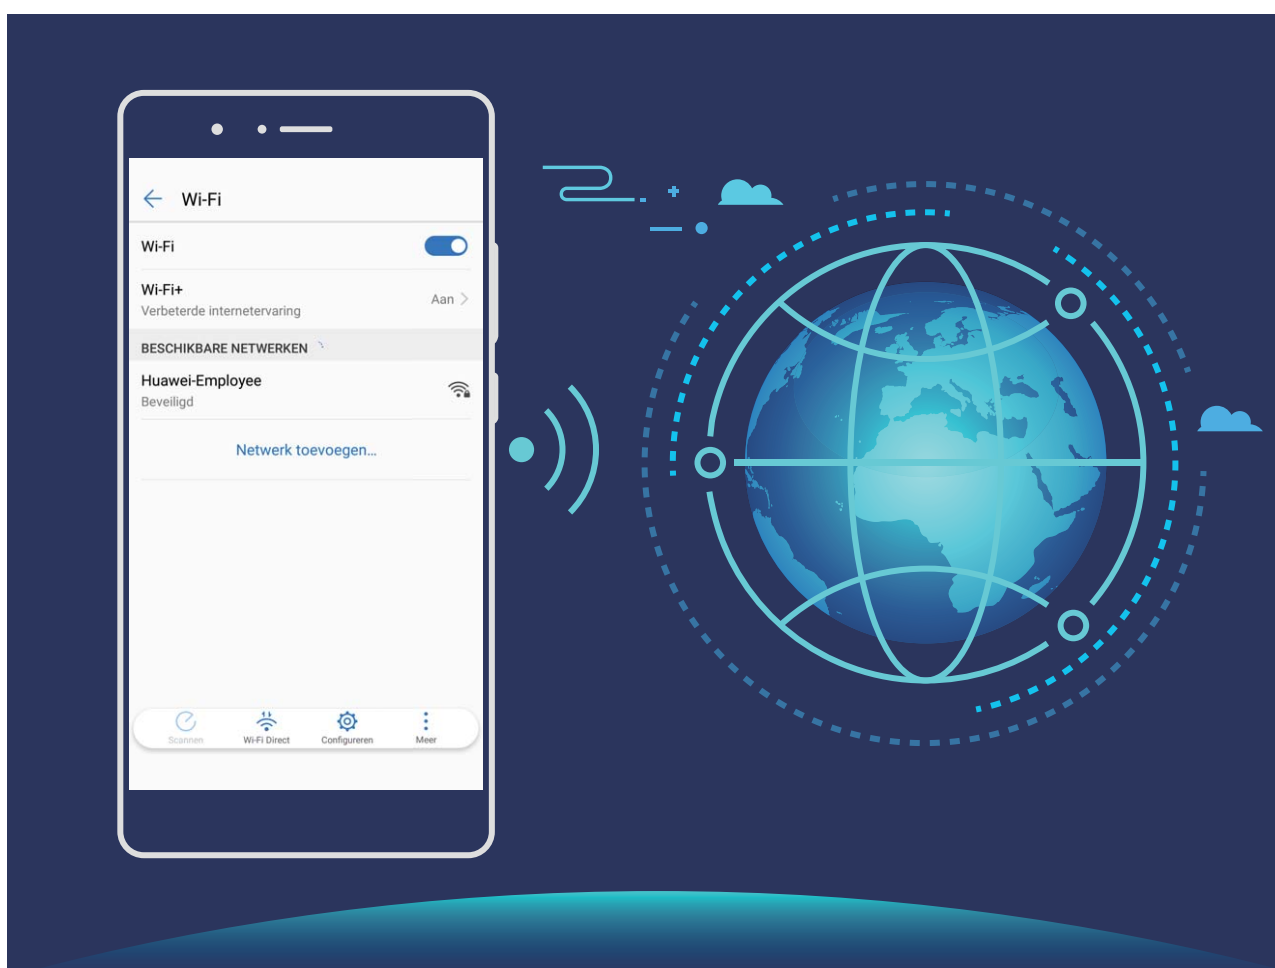 Wi-Fi
Wi-Fi
Wi-Fi+
Verbeterde internetervaring
Aan
BESCHIKBARE NETWERKEN
Huawei-Employee
Beveiligd
Netwerk toevoegen...
Scannen Wi-Fi Direct Configureren Meer